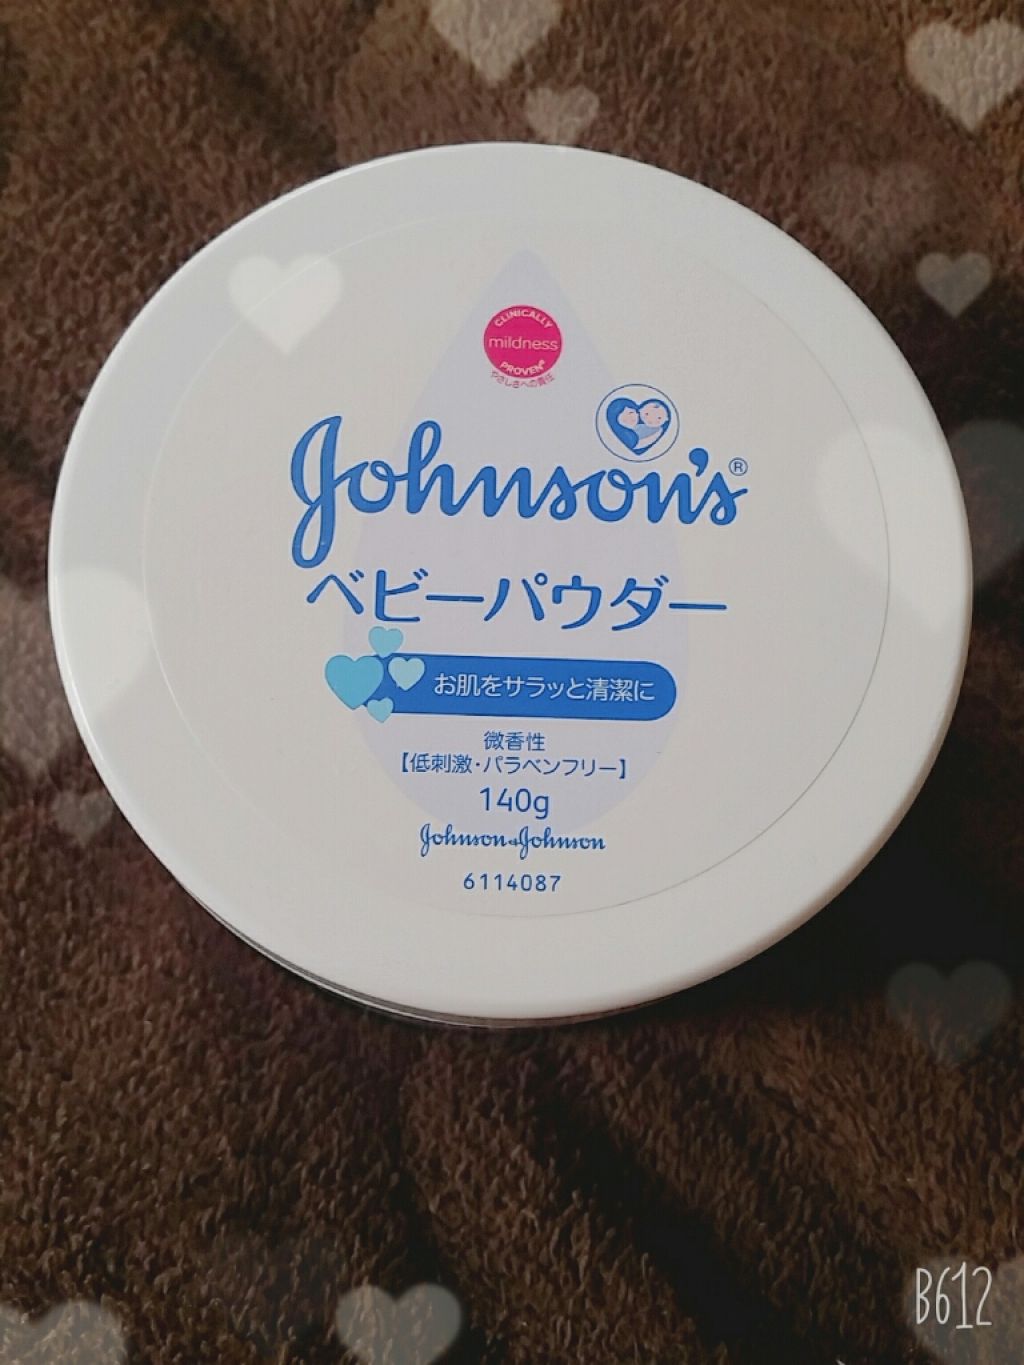 CLINICALLY
mildness
PROVEN®
やさしさへの責任
Johnson's®
ベビーパウダー
お肌をサラッと清潔に
微香性
【低刺激・パラベンフリー】
140g
Johnson&Johnson
6114087
B612